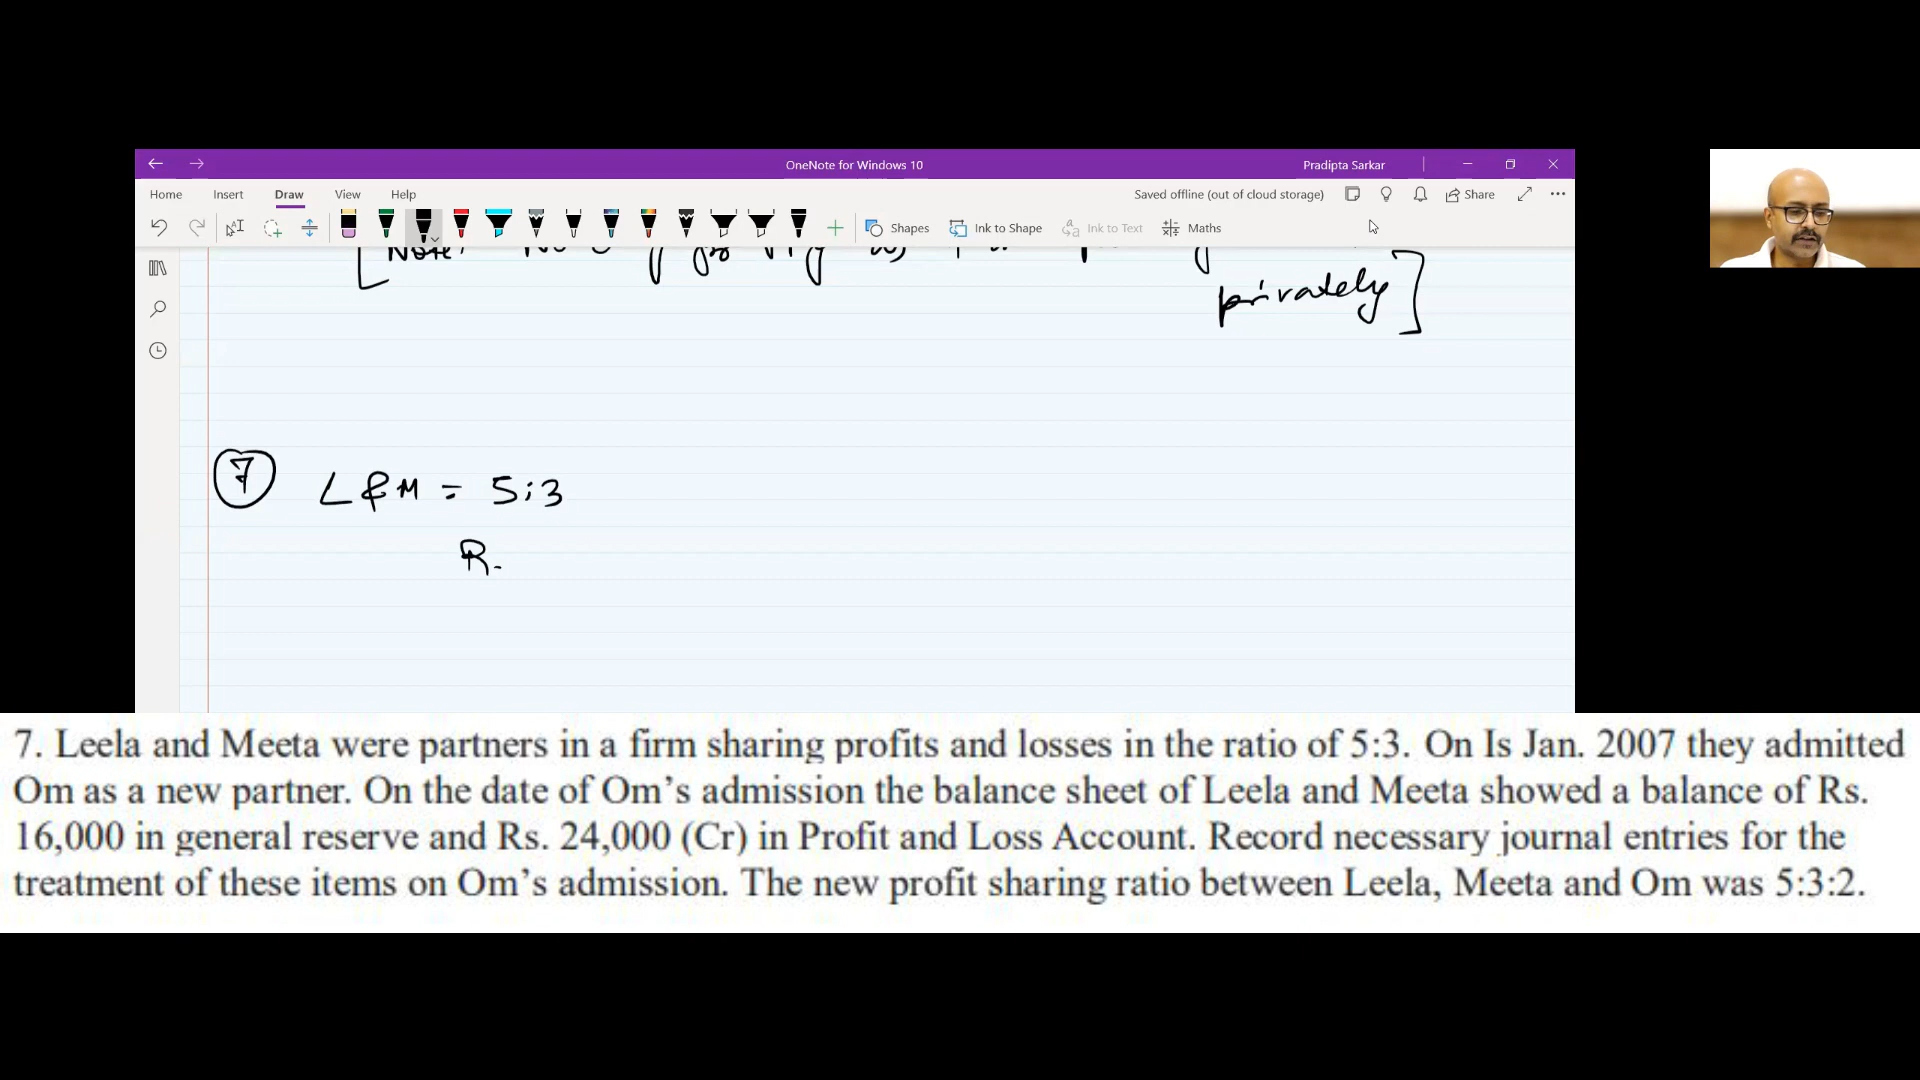 OneNote for Windows 10
Pradipta Sarkar
Home Insert Draw View Help
Saved offline (out of cloud storage) Share
Shapes Ink to Shape Ink to Text Maths
[Note:
privately]
7 L & M = 5:3
R.
7. Leela and Meeta were partners in a firm sharing profits and losses in the ratio of 5:3. On Is Jan. 2007 they admitted
Om as a new partner. On the date of Om’s admission the balance sheet of Leela and Meeta showed a balance of Rs.
16,000 in general reserve and Rs. 24,000 (Cr) in Profit and Loss Account. Record necessary journal entries for the
treatment of these items on Om’s admission. The new profit sharing ratio between Leela, Meeta and Om was 5:3:2.